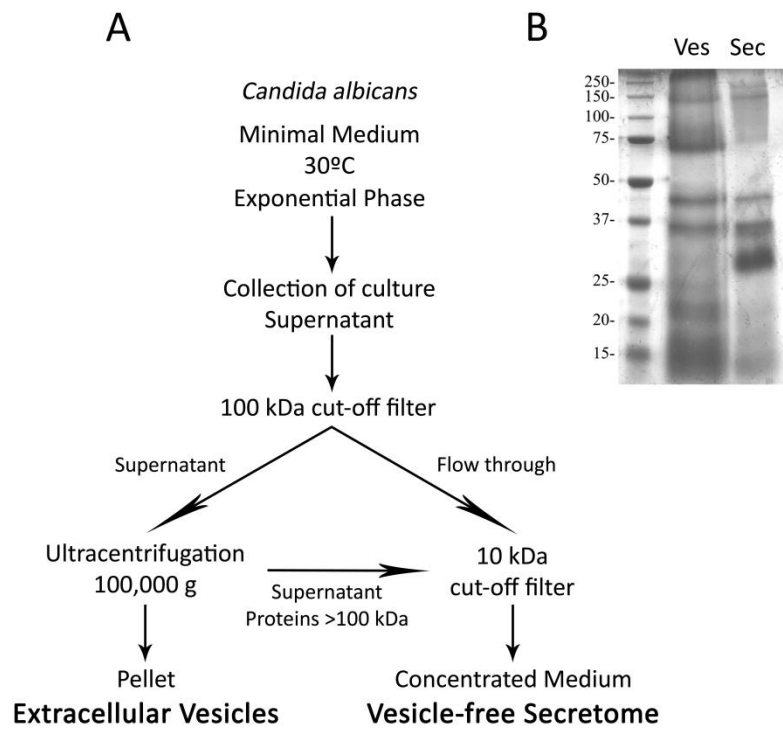 A
Candida albicans
Minimal Medium
30ºC
Exponential Phase
Collection of culture
Supernatant
100 kDa cut-off filter
Supernatant
Flow through
Ultracentrifugation
100,000 g
Supernatant
Proteins >100 kDa
10 kDa
cut-off filter
Pellet
Extracellular Vesicles
Concentrated Medium
Vesicle-free Secretome
B
Ves Sec
250-
150-
100-
75-
50-
37-
25-
20-
15-